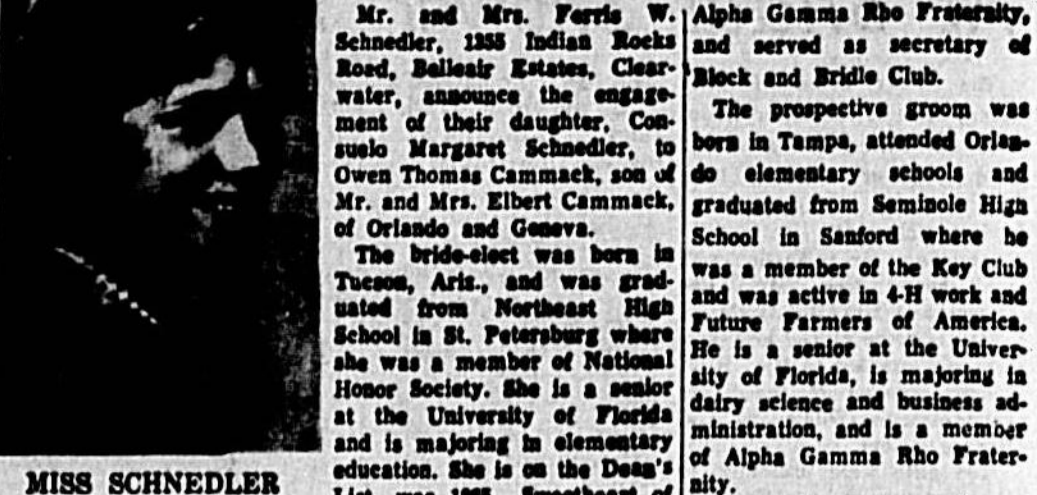 MISS SCHNEDLER
Mr. and Mrs. Ferris W.
Schnedler, 1355 Indian Rocks
Road, Belleair Estates, Clear-
water, announce the engage-
ment of their daughter, Con-
suelo Margaret Schnedler, to
Owen Thomas Cammack, son of
Mr. and Mrs. Elbert Cammack,
of Orlando and Geneva.
The bride-elect was born in
Tucson, Aris., and was grad-
uated from Northeast High
School in St. Petersburg where
she was a member of National
Honor Society. She is a senior
at the University of Florida
and is majoring in elementary
education. She is on the Dean's
List, was 1965 Sweetheart of
Alpha Gamma Rho Fraternity,
and served as secretary of
Block and Bridle Club.
The prospective groom was
born in Tampa, attended Orlan-
do elementary schools and
graduated from Seminole High
School in Sanford where he
was a member of the Key Club
and was active in 4-H work and
Future Farmers of America.
He is a senior at the Univer-
sity of Florida, is majoring in
dairy science and business ad-
ministration, and is a member
of Alpha Gamma Rho Frater-
nity.